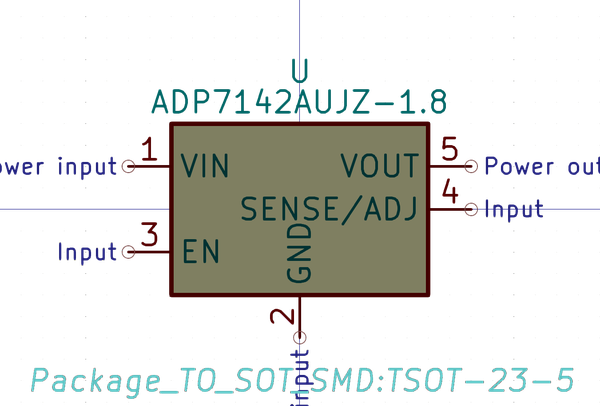 U
ADP7142AUJZ-1.8
ower input 1 VIN VOUT 5 Power out
SENSE/ADJ 4 Input
Input 3 EN
GND
2
input
Package_TO_SOT_SMD:TSOT-23-5